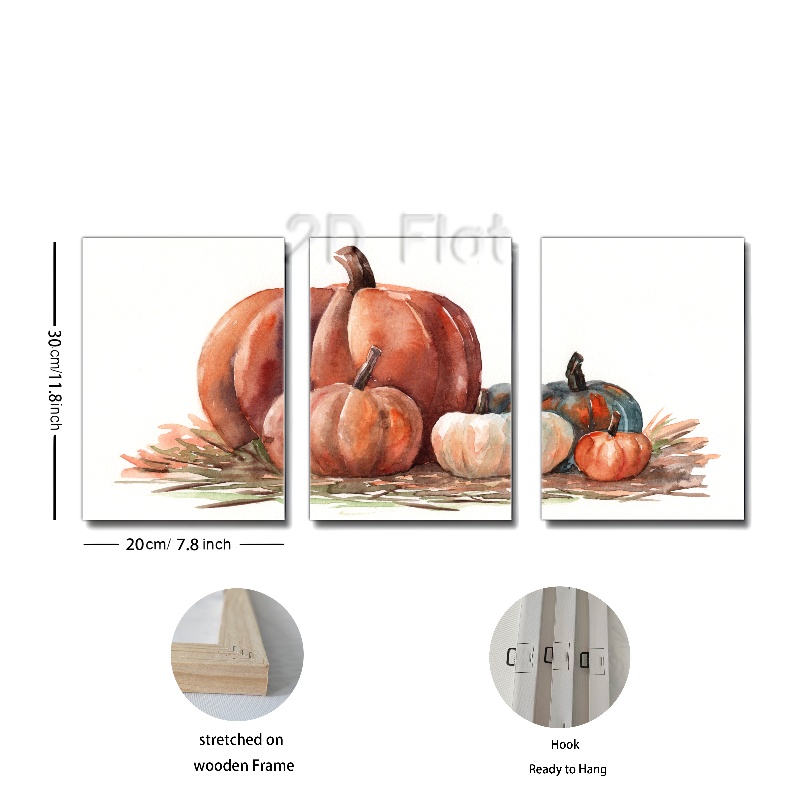 2D Flat
30cm/11.8inch
20cm/ 7.8 inch
stretched on
wooden Frame
Hook
Ready to Hang